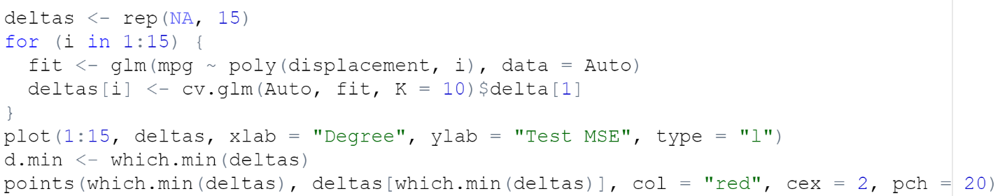 deltas <- rep(NA, 15)
for (i in 1:15) {
  fit <- glm(mpg ~ poly(displacement, i), data = Auto)
  deltas[i] <- cv.glm(Auto, fit, K = 10)$delta[1]
}
plot(1:15, deltas, xlab = "Degree", ylab = "Test MSE", type = "l")
d.min <- which.min(deltas)
points(which.min(deltas), deltas[which.min(deltas)], col = "red", cex = 2, pch = 20)